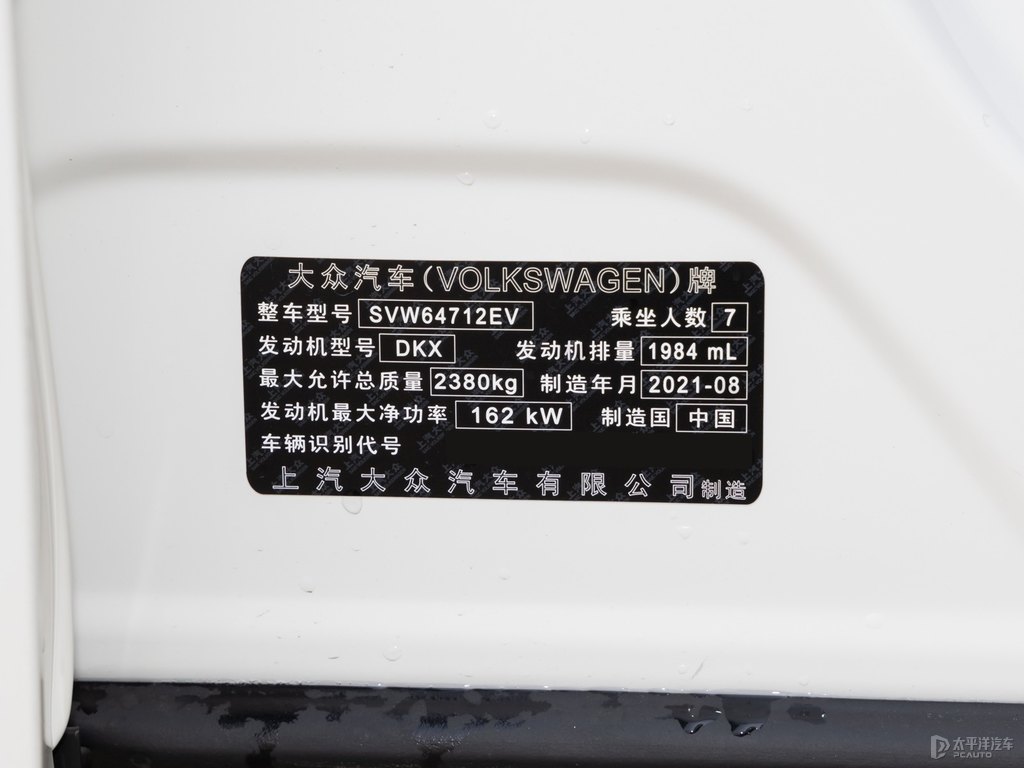 大众汽车(VOLKSWAGEN)牌
整车型号 SVW64712EV 乘坐人数 7
发动机型号 DKX 发动机排量 1984 mL
最大允许总质量 2380kg 制造年月 2021-08
发动机最大净功率 162 kW 制造国 中国
车辆识别代号
上汽大众汽车有限公司制造
太平洋汽车
PCAUTO